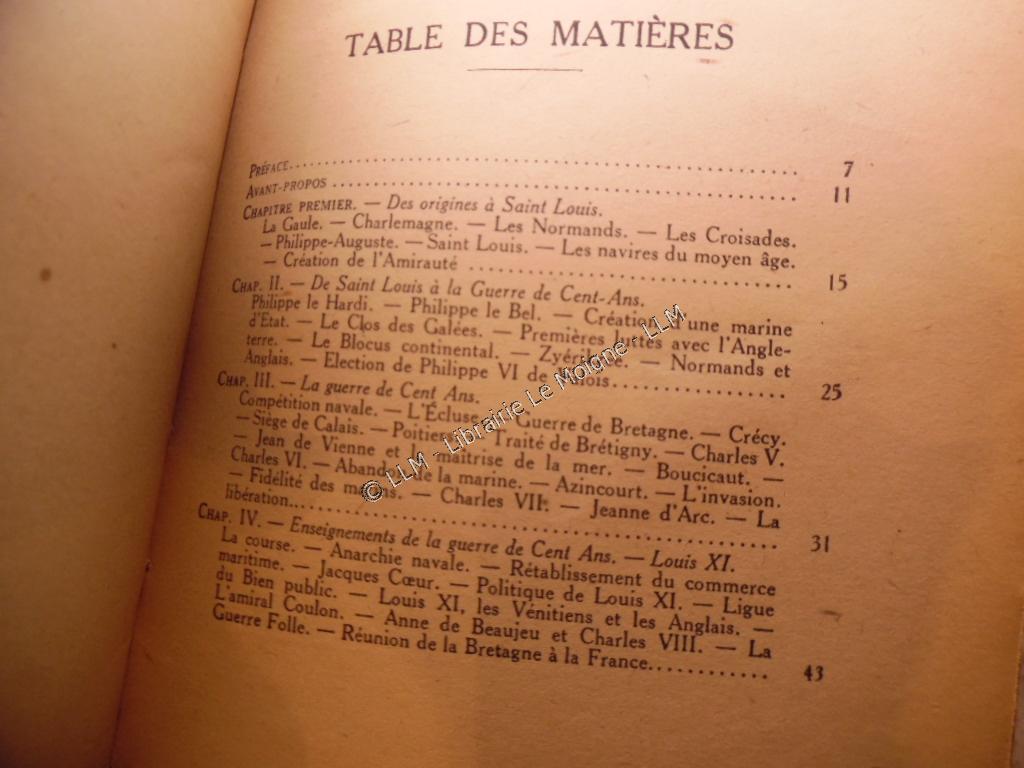 TABLE DES MATIÈRES
PRÉFACE........ 7
AVANT-PROPOS........ 11
CHAPITRE PREMIER. — Des origines à Saint Louis.
La Gaule. — Charlemagne. — Les Normands. — Les Croisades.
— Philippe-Auguste. — Saint Louis. — Les navires du moyen âge.
— Création de l'Amirauté........ 15
CHAP. II. — De Saint Louis à la Guerre de Cent-Ans.
Philippe le Hardi. — Philippe le Bel. — Création d'une marine
d'Etat. — Le Clos des Galées. — Premières luttes avec l'Angle-
terre. — Le Blocus continental. — — Normands et
Anglais. — Election de Philippe VI de Valois........ 25
CHAP. III. — La guerre de Cent Ans.
Compétition navale. — L'Écluse. — Guerre de Bretagne. — Crécy.
— Siège de Calais. — Poitiers. — Traité de Brétigny. — Charles V.
— Jean de Vienne et la maîtrise de la mer. — Boucicaut. —
Charles VI. — Abandon de la marine. — Azincourt. — L'invasion.
— Fidélité des marins. — Charles VII. — Jeanne d'Arc. — La
libération........ 31
CHAP. IV. — Enseignements de la guerre de Cent Ans. — Louis XI.
La course. — Anarchie navale. — Rétablissement du commerce
maritime. — Jacques Cœur. — Politique de Louis XI. — Ligue
du Bien public. — Louis XI, les Vénitiens et les Anglais. —
L'amiral Coulon. — Anne de Beaujeu et Charles VIII. — La
Guerre Folle. — Réunion de la Bretagne à la France........ 43
© LLM - Librairie Le Moigne - LLM